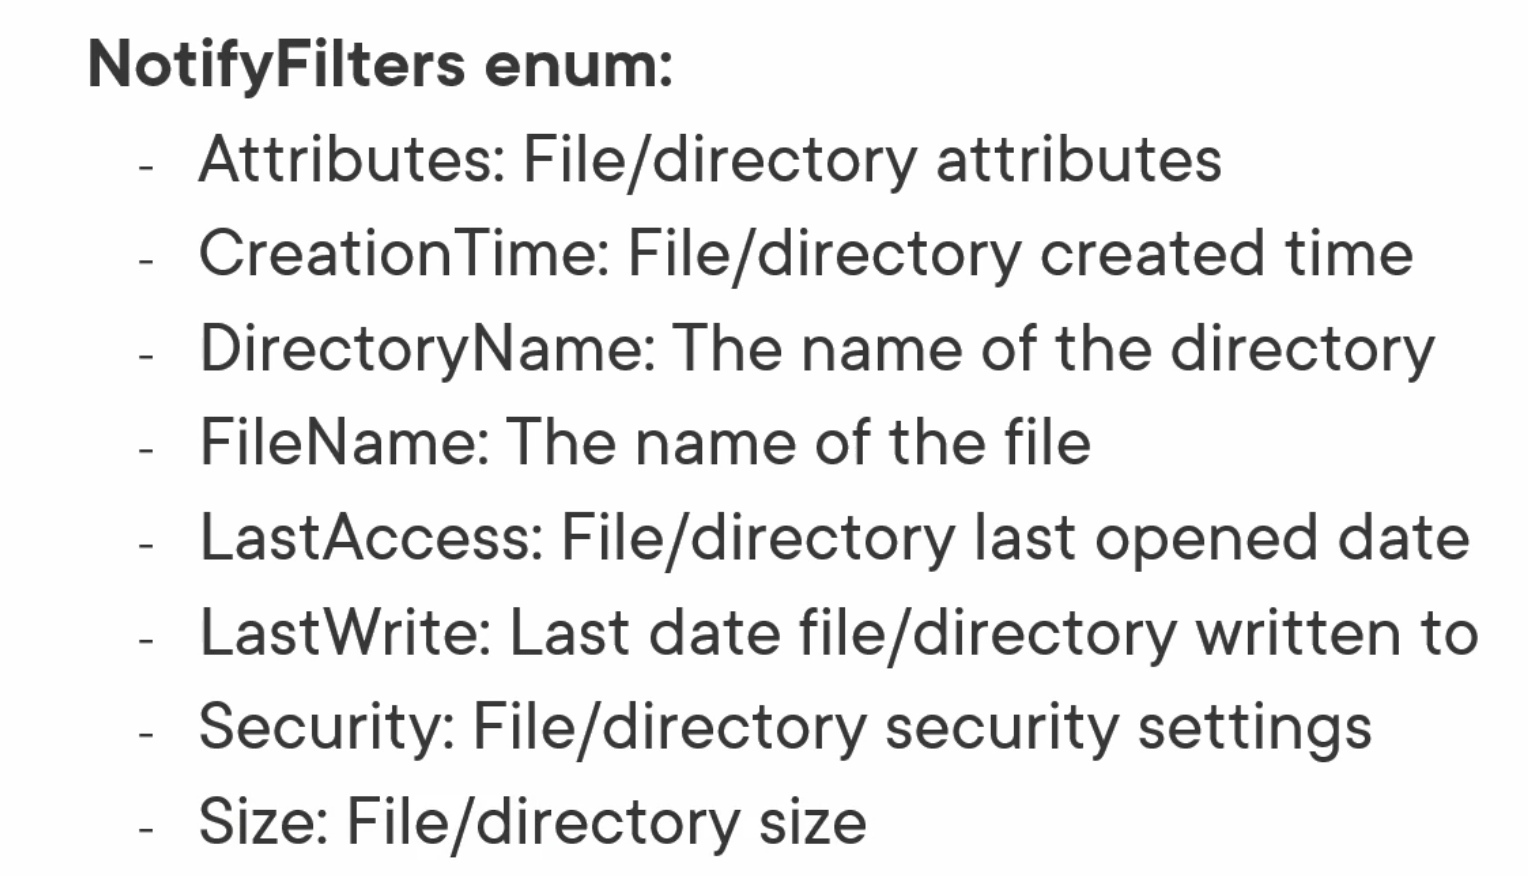 NotifyFilters enum:
- Attributes: File/directory attributes
- CreationTime: File/directory created time
- DirectoryName: The name of the directory
- FileName: The name of the file
- LastAccess: File/directory last opened date
- LastWrite: Last date file/directory written to
- Security: File/directory security settings
- Size: File/directory size